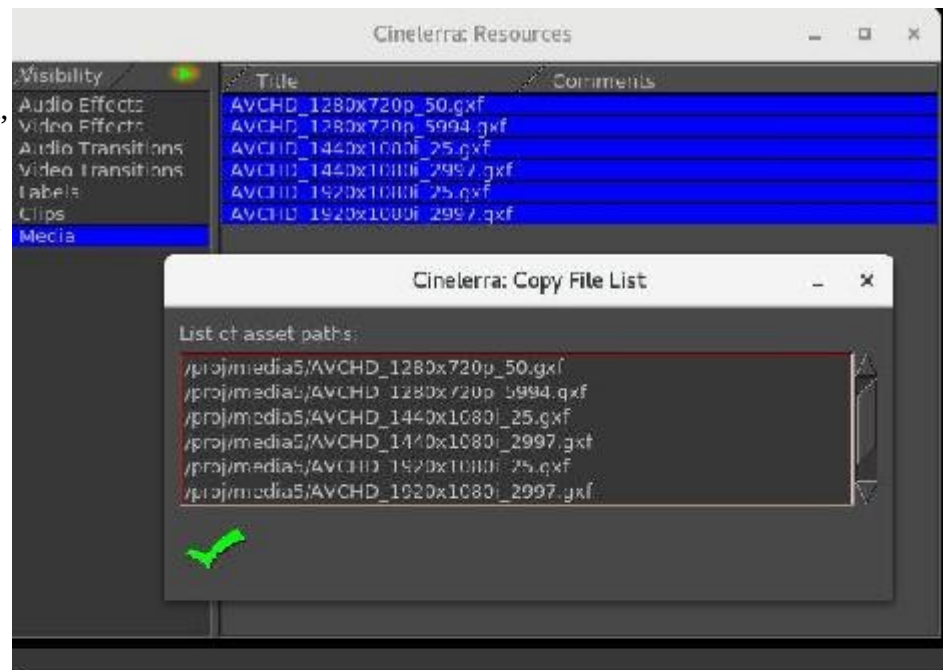 Cinelerra: Resources
Visibility
Title
Comments
Audio Effects
Video Effects
Audio Transitions
Video Transitions
Labels
Clips
Media
AVCHD_1280x720p_50.gxf
AVCHD_1280x720p_5994.gxf
AVCHD_1440x1080i_25.gxf
AVCHD_1440x1080i_2997.gxf
AVCHD_1920x1080i_25.gxf
AVCHD_1920x1080i_2997.gxf
Cinelerra: Copy File List
List of asset paths:
/proj/media5/AVCHD_1280x720p_50.gxf
/proj/media5/AVCHD_1280x720p_5994.gxf
/proj/media5/AVCHD_1440x1080i_25.gxf
/proj/media5/AVCHD_1440x1080i_2997.gxf
/proj/media5/AVCHD_1920x1080i_25.gxf
/proj/media5/AVCHD_1920x1080i_2997.gxf